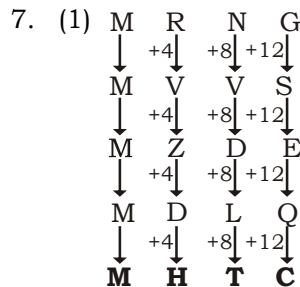 7. (1) M R N G
+4 +8 +12
M V V S
+4 +8 +12
M Z D E
+4 +8 +12
M D L Q
+4 +8 +12
M H T C